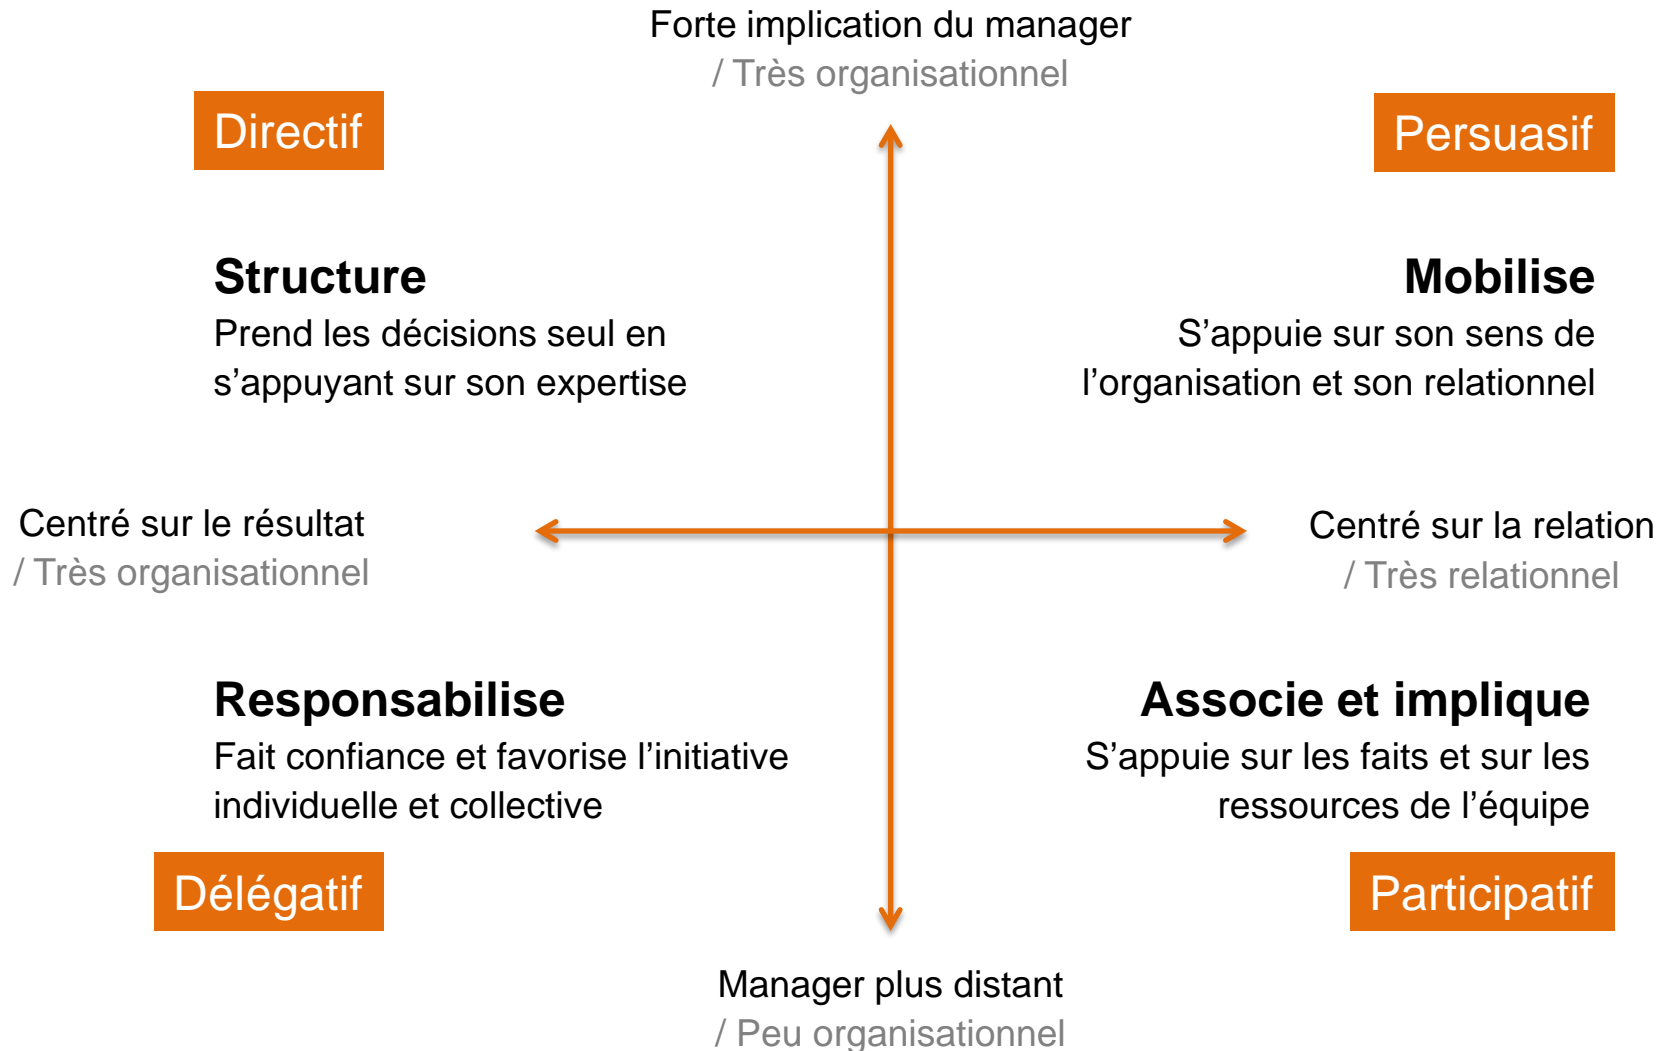 Forte implication du manager
/ Très organisationnel
Directif
Persuasif
Structure
Prend les décisions seul en
s’appuyant sur son expertise
Mobilise
S’appuie sur son sens de
l’organisation et son relationnel
Centré sur le résultat
/ Très organisationnel
Centré sur la relation
/ Très relationnel
Responsabilise
Fait confiance et favorise l’initiative
individuelle et collective
Associe et implique
S’appuie sur les faits et sur les
ressources de l’équipe
Délégatif
Participatif
Manager plus distant
/ Peu organisationnel